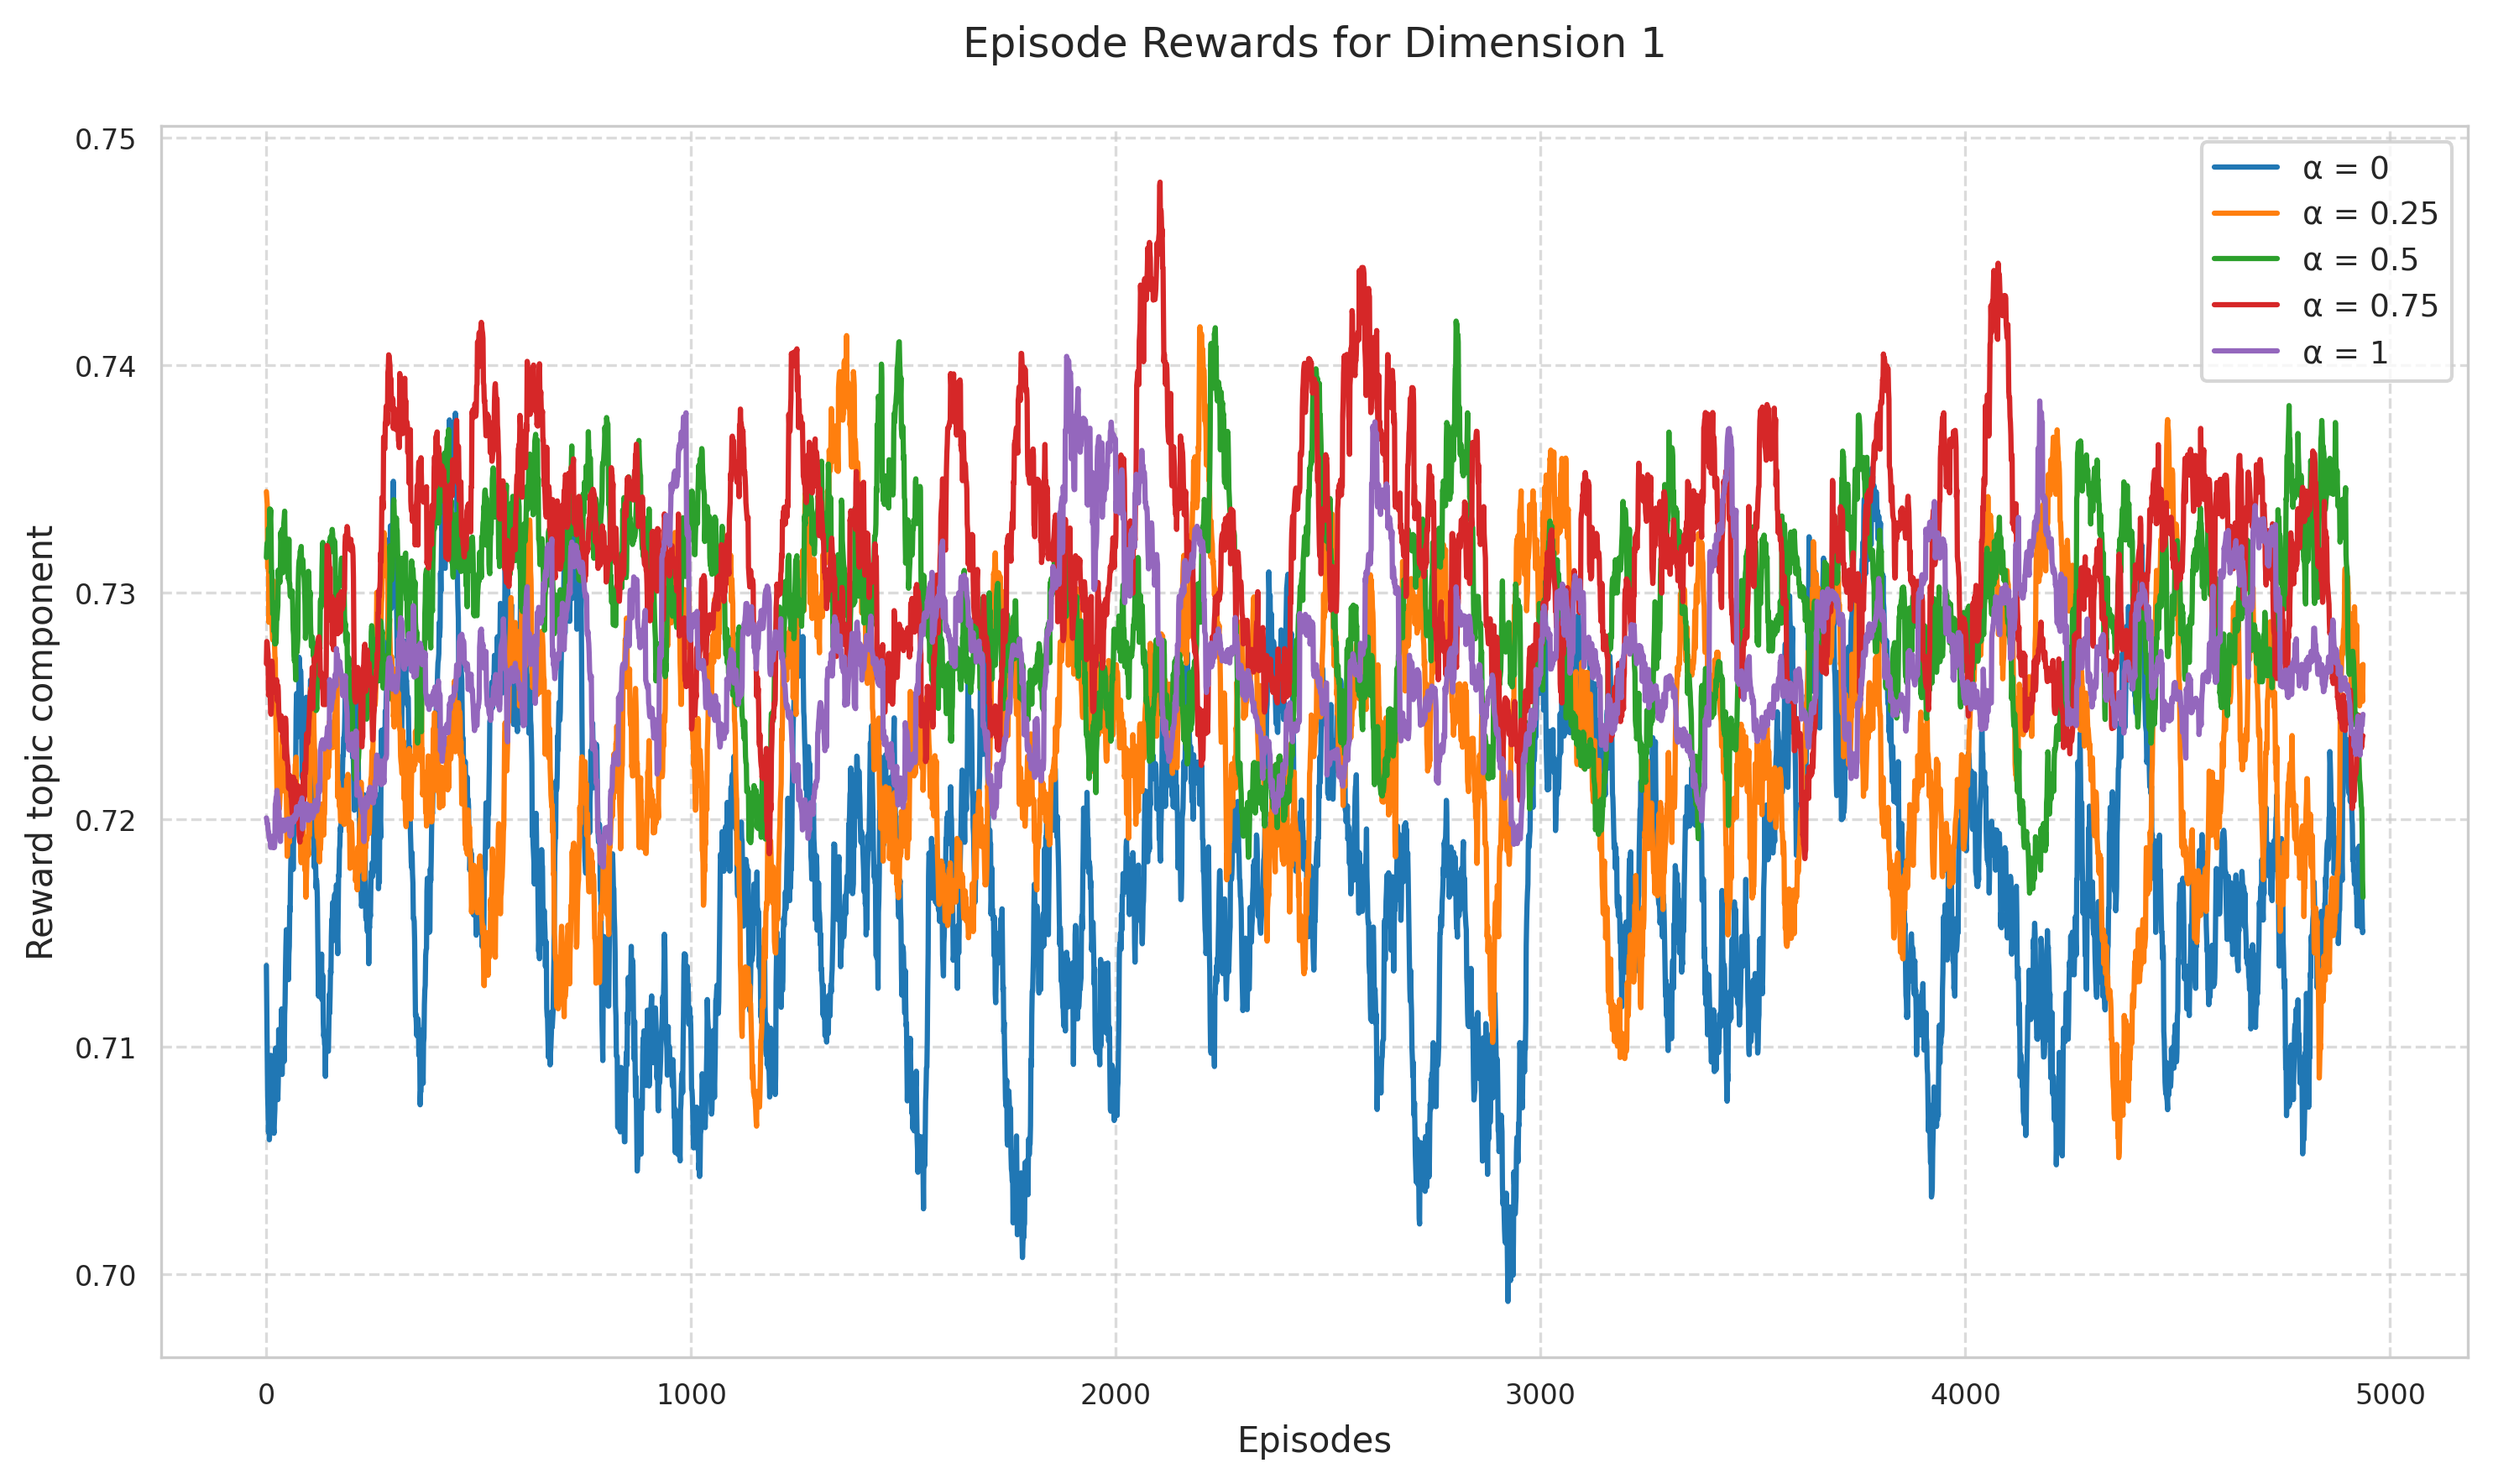 Episode Rewards for Dimension 1
0.75
0.74
0.73
0.72
0.71
0.70
Reward topic component
α = 0
α = 0.25
α = 0.5
α = 0.75
α = 1
0 1000 2000 3000 4000 5000
Episodes